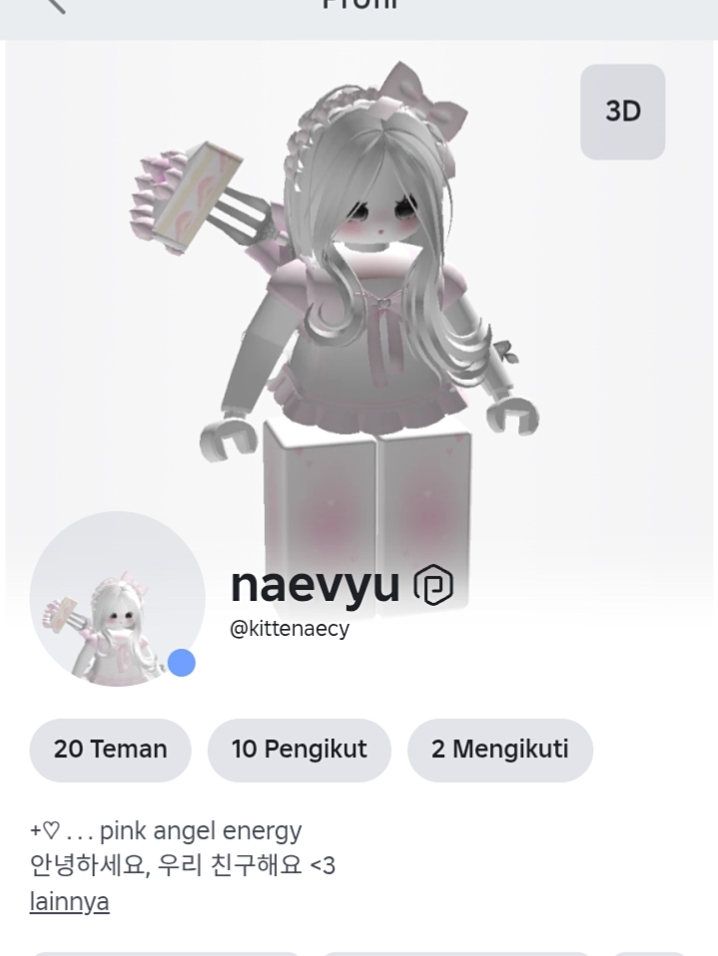 Profil
3D
naevyu
@kittenaecy
20 Teman
10 Pengikut
2 Mengikuti
+♡ . . . pink angel energy
안녕하세요, 우리 친구해요 <3
lainnya